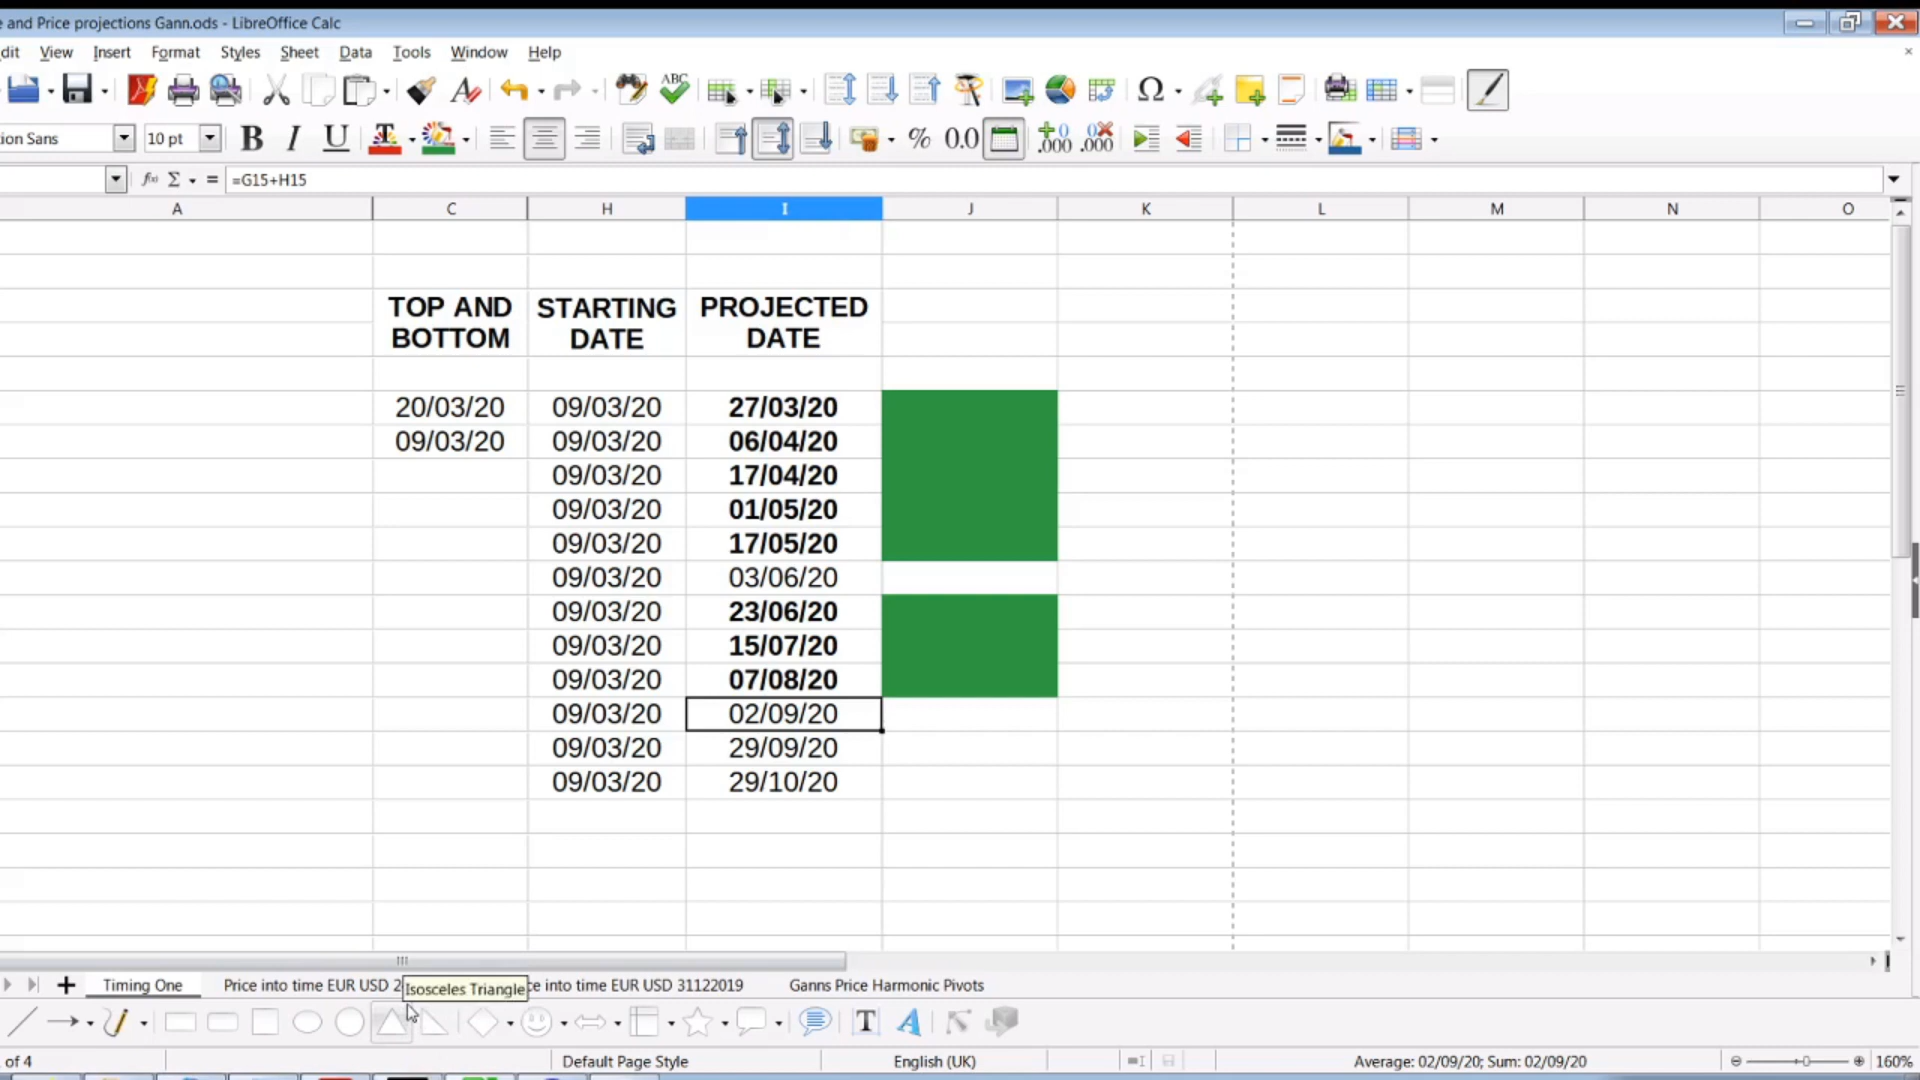 e and Price projections Gann.ods - LibreOffice Calc
dit View Insert Format Styles Sheet Data Tools Window Help
ion Sans 10 pt B I U % 0.0
=G15+H15
A C H I J K L M N O
TOP AND STARTING PROJECTED
BOTTOM DATE DATE
20/03/20 09/03/20 27/03/20
09/03/20 09/03/20 06/04/20
09/03/20 17/04/20
09/03/20 01/05/20
09/03/20 17/05/20
09/03/20 03/06/20
09/03/20 23/06/20
09/03/20 15/07/20
09/03/20 07/08/20
09/03/20 02/09/20
09/03/20 29/09/20
09/03/20 29/10/20
Timing One Price into time EUR USD 2 ce into time EUR USD 31122019 Ganns Price Harmonic Pivots
Isosceles Triangle
of 4 Default Page Style English (UK) Average: 02/09/20; Sum: 02/09/20 160%